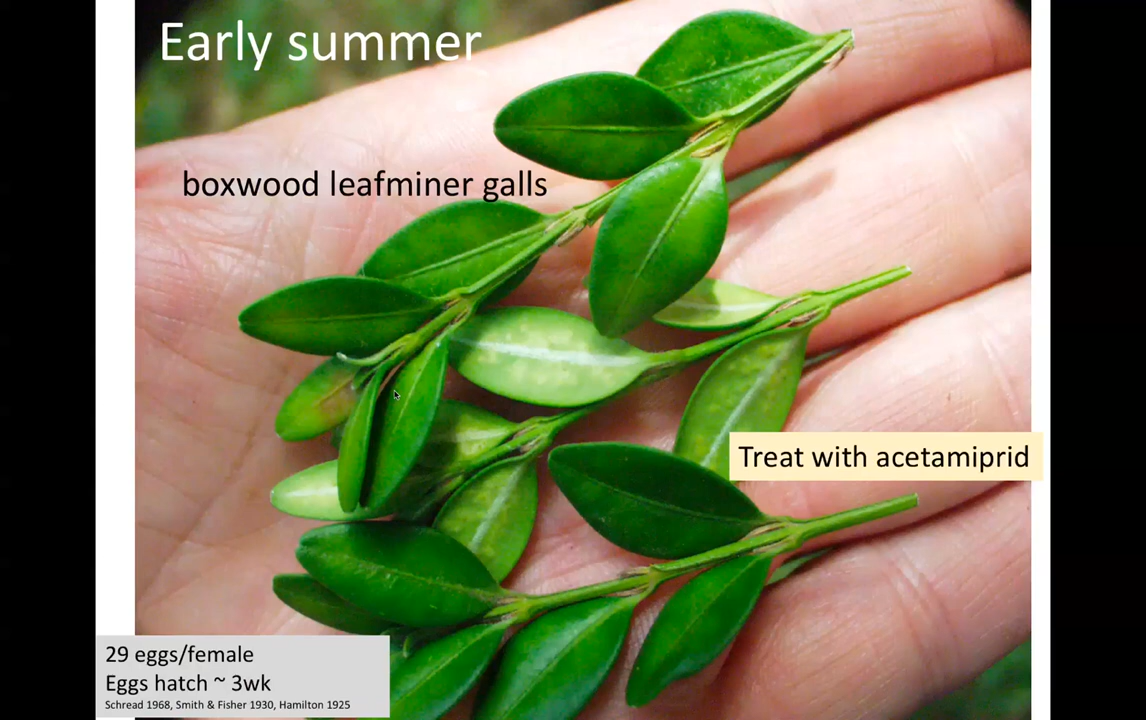 Early summer
boxwood leafminer galls
Treat with acetamiprid
29 eggs/female
Eggs hatch ~ 3wk
Schread 1968, Smith & Fisher 1930, Hamilton 1925